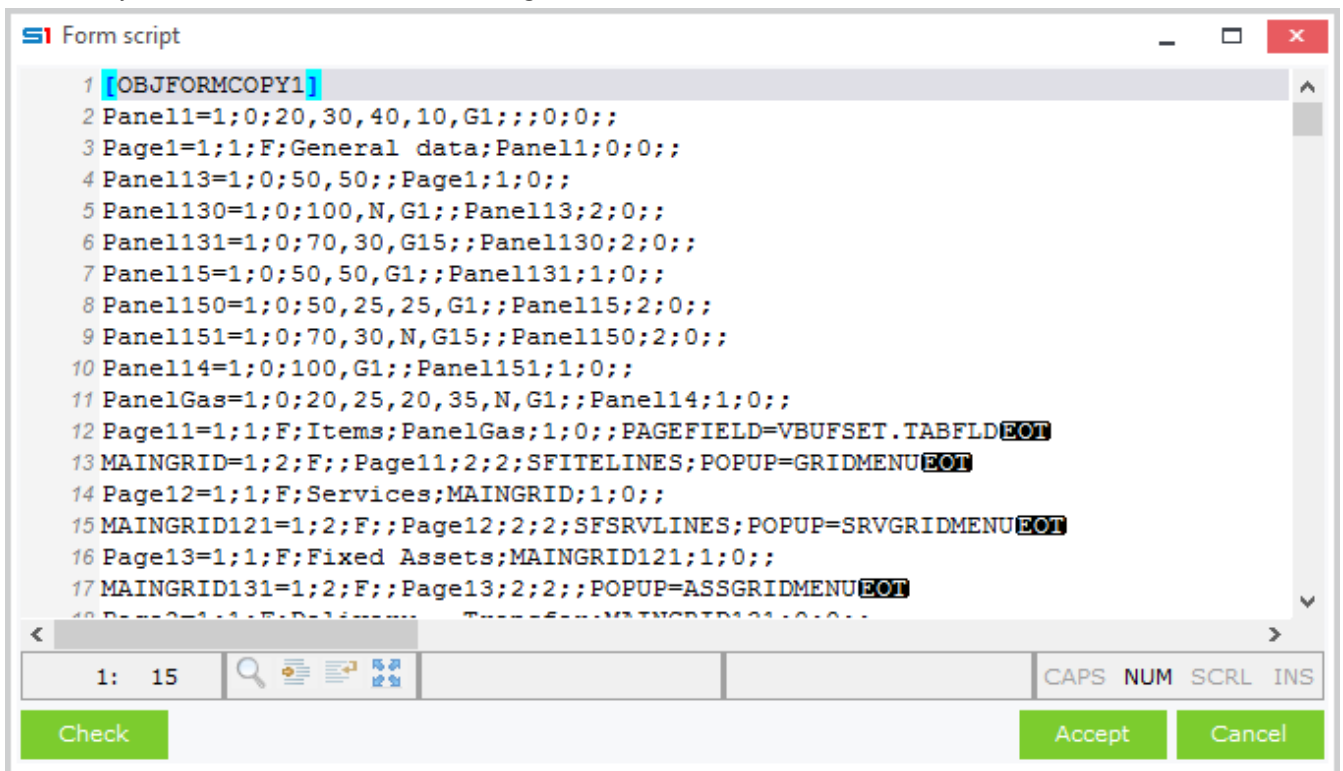 S1 Form script
1 [OBJFORMCOPY1]
2 Panel1=1;0;20,30,40,10,G1;;;0;0;;
3 Page1=1;1;F;General data;Panel1;0;0;;
4 Panel13=1;0;50,50;;Page1;1;0;;
5 Panel130=1;0;100,N,G1;;Panel13;2;0;;
6 Panel131=1;0;70,30,G15;;Panel130;2;0;;
7 Panel15=1;0;50,50,G1;;Panel131;1;0;;
8 Panel150=1;0;50,25,25,G1;;Panel15;2;0;;
9 Panel151=1;0;70,30,N,G15;;Panel150;2;0;;
10 Panel14=1;0;100,G1;;Panel151;1;0;;
11 PanelGas=1;0;20,25,20,35,N,G1;;Panel14;1;0;;
12 Page11=1;1;F;Items;PanelGas;1;0;;PAGEFIELD=VBUFSET.TABFLDEOT
13 MAINGRID=1;2;F;;Page11;2;2;SFITELINES;POPUP=GRIDMENUEOT
14 Page12=1;1;F;Services;MAINGRID;1;0;;
15 MAINGRID121=1;2;F;;Page12;2;2;SFSRVLINES;POPUP=SRVGRIDMENUEOT
16 Page13=1;1;F;Fixed Assets;MAINGRID121;1;0;;
17 MAINGRID131=1;2;F;;Page13;2;2;;POPUP=ASSGRIDMENUEOT
1: 15 CAPS NUM SCRL INS
Check Accept Cancel